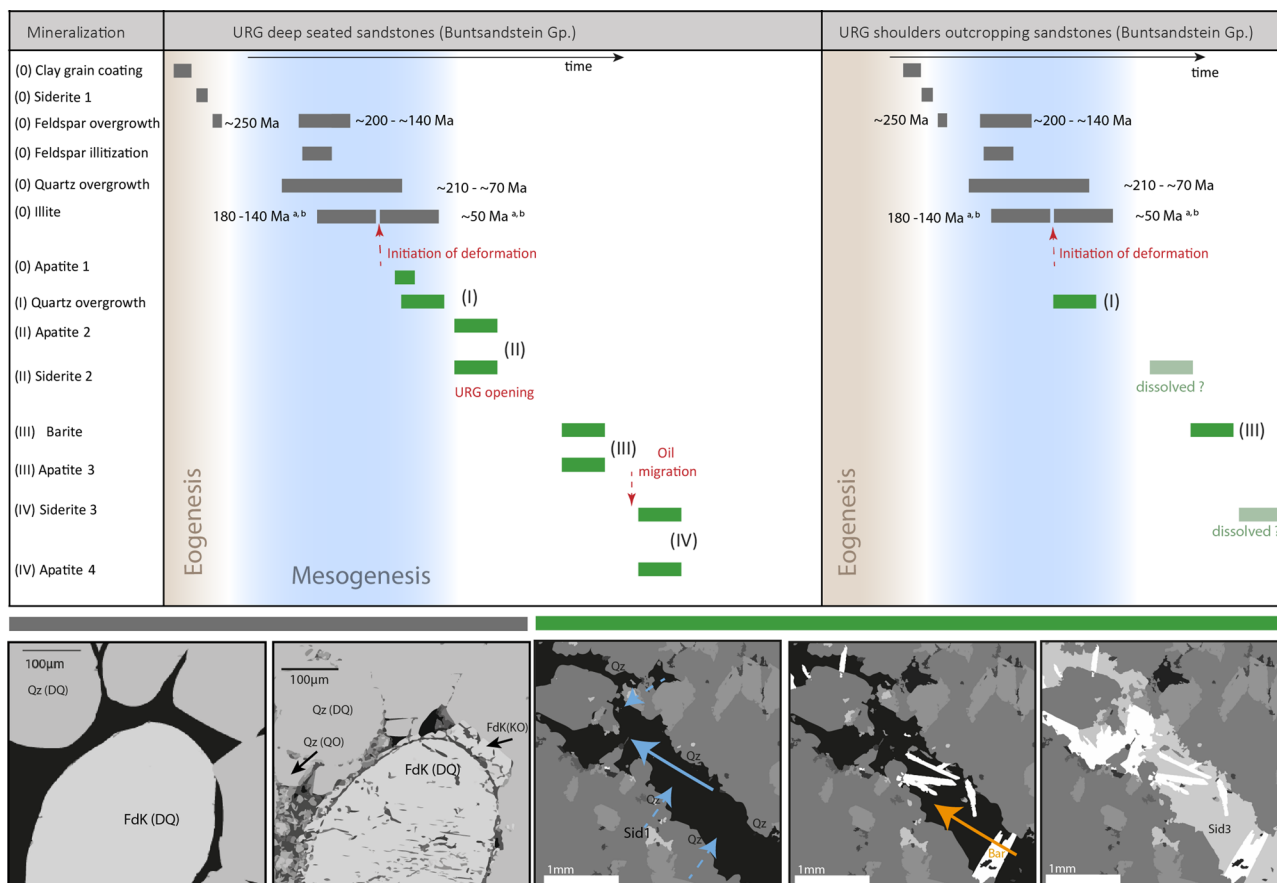 Mineralization
URG deep seated sandstones (Buntsandstein Gp.)
URG shoulders outcropping sandstones (Buntsandstein Gp.)
time
time
(0) Clay grain coating
(0) Siderite 1
(0) Feldspar overgrowth
~250 Ma
~200 - ~140 Ma
~250 Ma
~200 - ~140 Ma
(0) Feldspar illitization
(0) Quartz overgrowth
~210 - ~70 Ma
~210 - ~70 Ma
(0) Illite
180 -140 Ma a, b
~50 Ma a, b
180 -140 Ma a, b
~50 Ma a, b
Initiation of deformation
Initiation of deformation
(0) Apatite 1
(I) Quartz overgrowth
(I)
(I)
(II) Apatite 2
(II)
(II) Siderite 2
URG opening
dissolved ?
(III) Barite
(III)
(III)
(III) Apatite 3
Oil
migration
(IV) Siderite 3
(IV)
dissolved ?
(IV) Apatite 4
Eogenesis
Mesogenesis
Eogenesis
100µm
Qz (DQ)
FdK (DQ)
100µm
Qz (DQ)
Qz (QO)
FdK(KO)
FdK (DQ)
Qz
Qz
Qz
Sid1
Qz
Qz
1mm
Bar
1mm
Sid3
1mm